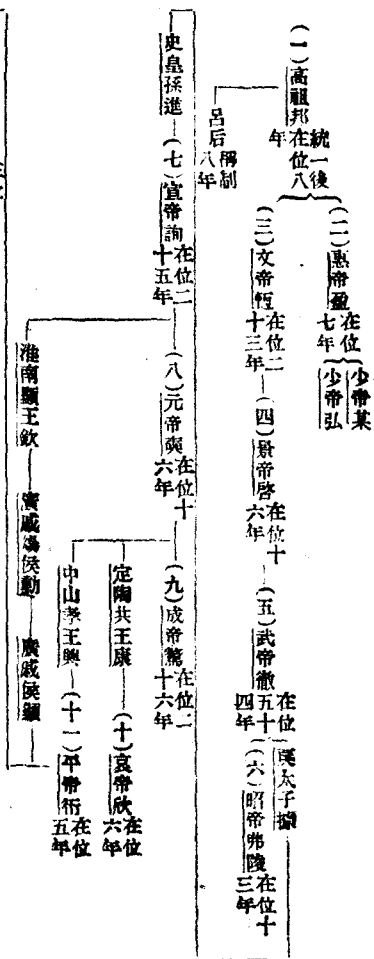 （一）高祖邦 統一後在位八年
呂后 稱制八年
（二）惠帝盈 在位七年
少帝某
少帝弘
（三）文帝恆 在位二十三年
（四）景帝啓 在位十六年
（五）武帝徹 在位五十四年
戾太子據
（六）昭帝弗陵 在位十三年
史皇孫進
（七）宣帝詢 在位二十五年
（八）元帝奭 在位十六年
（九）成帝驁 在位二十六年
定陶共王康
（十）哀帝欣 在位六年
中山孝王興
（十一）平帝衎 在位五年
淮南顯王欽
廣戚煬侯勳
廣戚侯顯